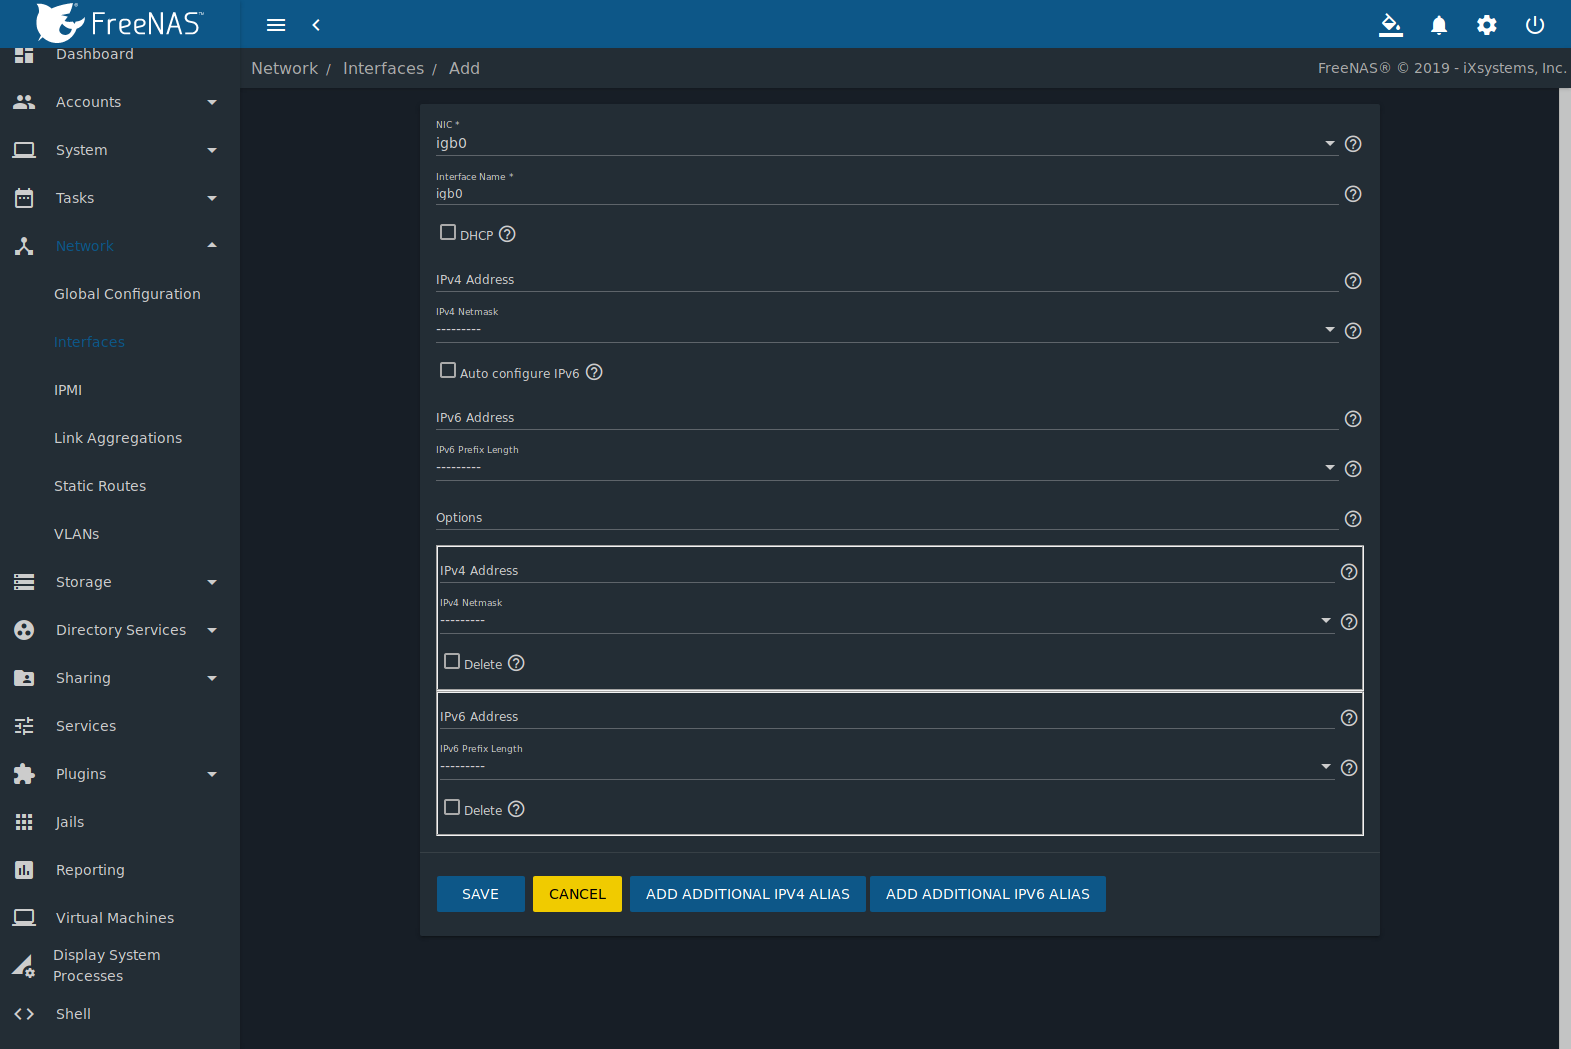 FreeNAS™
Network / Interfaces / Add
FreeNAS® © 2019 - iXsystems, Inc.
Dashboard
Accounts
System
Tasks
Network
Global Configuration
Interfaces
IPMI
Link Aggregations
Static Routes
VLANs
Storage
Directory Services
Sharing
Services
Plugins
Jails
Reporting
Virtual Machines
Display System
Processes
Shell
NIC *
igb0
Interface Name *
igb0
DHCP
IPv4 Address
IPv4 Netmask
---------
Auto configure IPv6
IPv6 Address
IPv6 Prefix Length
---------
Options
IPv4 Address
IPv4 Netmask
---------
Delete
IPv6 Address
IPv6 Prefix Length
---------
Delete
SAVE CANCEL ADD ADDITIONAL IPV4 ALIAS ADD ADDITIONAL IPV6 ALIAS